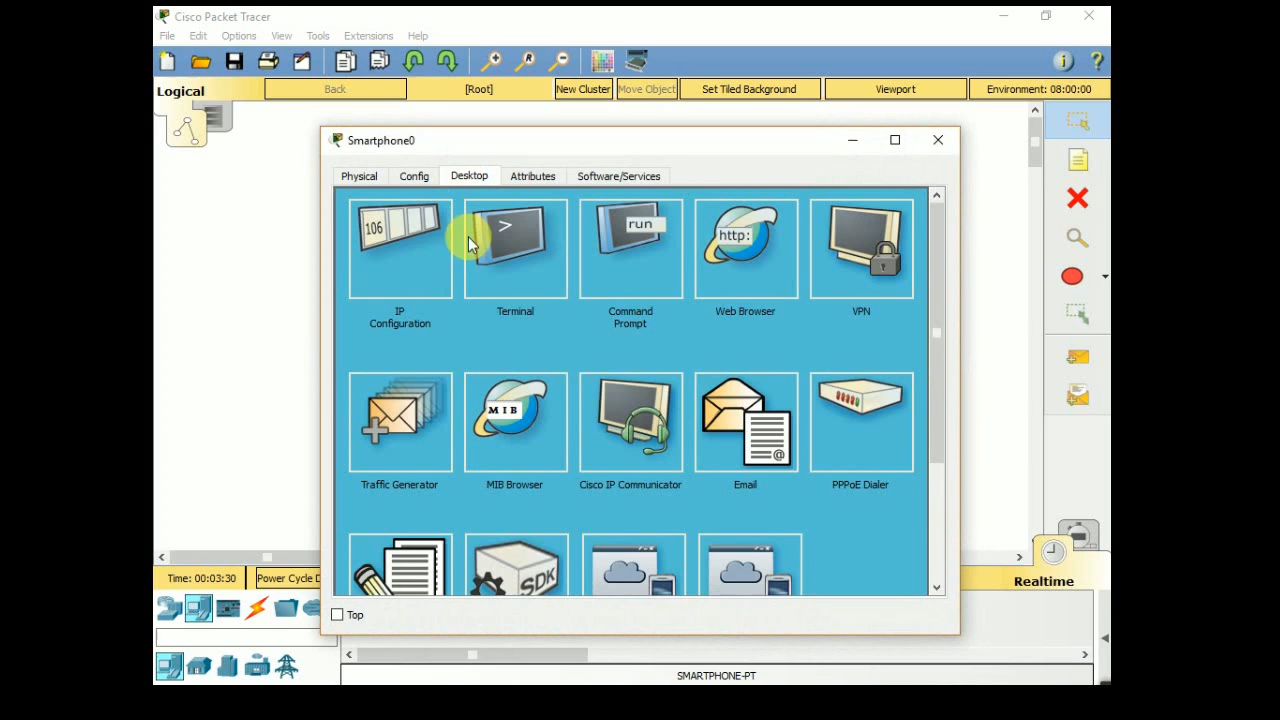 Cisco Packet Tracer
File Edit Options View Tools Extensions Help
Logical Back [Root] New Cluster Move Object Set Tiled Background Viewport Environment: 08:00:00
Smartphone0
Physical Config Desktop Attributes Software/Services
106 > run http:
IP
Configuration
Terminal
Command
Prompt
Web Browser
VPN
MIB @
Traffic Generator MIB Browser Cisco IP Communicator Email PPPoE Dialer
SDK
Time: 00:03:30 Power Cycle D
Realtime
Top
SMARTPHONE-PT